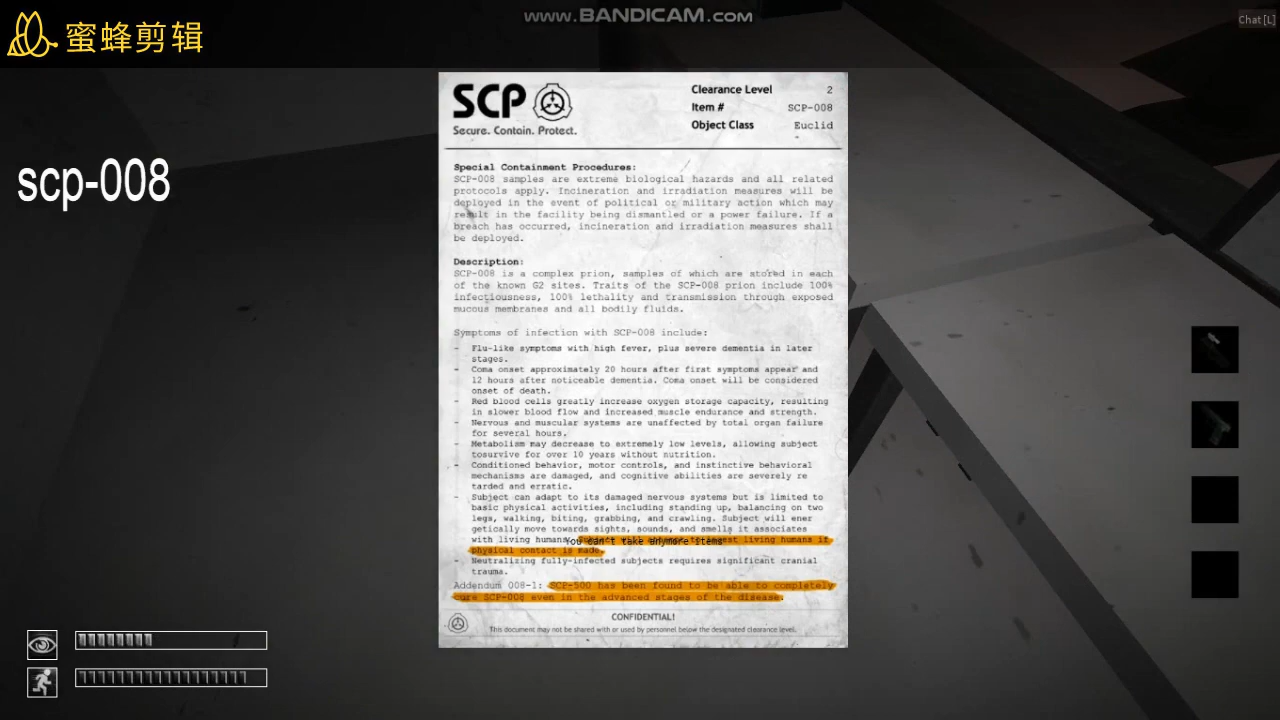 蜜蜂剪辑
www.BANDICAM.com
Chat[L]
scp-008
SCP
Secure. Contain. Protect.
Clearance Level 2
Item # SCP-008
Object Class Euclid
Special Containment Procedures:
SCP-008 samples are extreme biological hazards and all related
protocols apply. Incineration and irradiation measures will be
deployed in the event of political or military action which may
result in the facility being dismantled or a power failure. If a
breach has occurred, incineration and irradiation measures shall
be deployed.
Description:
SCP-008 is a complex prion, samples of which are stored in each
of the known G2 sites. Traits of the SCP-008 prion include 100%
infectiousness, 100% lethality and transmission through exposed
mucous membranes and all bodily fluids.
Symptoms of infection with SCP-008 include:
- Flu-like symptoms with high fever, plus severe dementia in later
stages.
- Coma onset approximately 20 hours after first symptoms appear and
12 hours after noticeable dementia. Coma onset will be considered
onset of death.
- Red blood cells greatly increase oxygen storage capacity, resulting
in slower blood flow and increased muscle endurance and strength.
- Nervous and muscular systems are unaffected by total organ failure
for several hours.
- Metabolism may decrease to extremely low levels, allowing subject
tosurvive for over 10 years without nutrition.
- Conditioned behavior, motor controls, and instinctive behavioral
mechanisms are damaged, and cognitive abilities are severely re
tarded and erratic.
- Subject can adapt to its damaged nervous systems but is limited to
basic physical activities, including standing up, balancing on two
legs, walking, biting, grabbing, and crawling. Subject will ener
getically move towards sights, sounds, and smells it associates
with living humans. living humans if
You can't take anymore items
physical contact is made.
- Neutralizing fully-infected subjects requires significant cranial
trauma.
Addendum 008-1: SCP-500 has been found to be able to completely
cure SCP-008 even in the advanced stages of the disease.
CONFIDENTIAL!
This document may not be shared with or used by personnel below the designated clearance level.